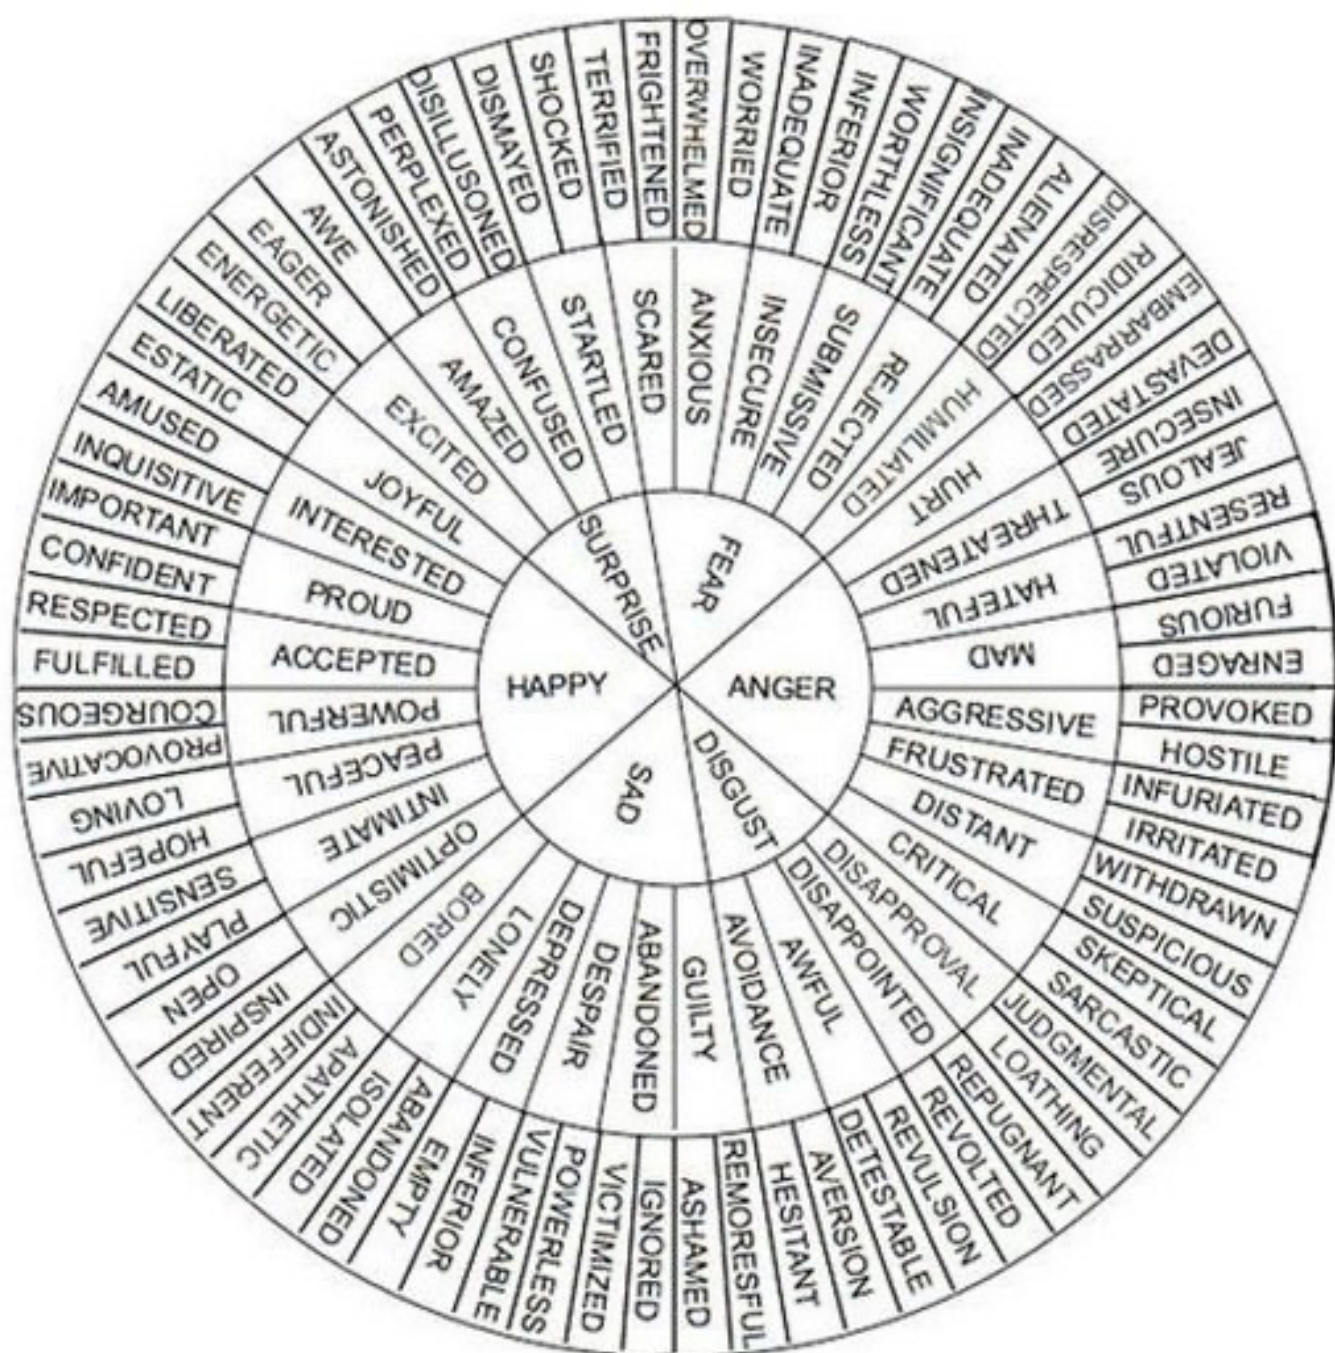 FEAR
ANGER
DISGUST
SAD
HAPPY
SURPRISE
SCARED
ANXIOUS
INSECURE
SUBMISSIVE
REJECTED
HUMILIATED
HURT
THREATENED
HATEFUL
MAD
AGGRESSIVE
FRUSTRATED
DISTANT
CRITICAL
DISAPPROVAL
DISAPPOINTED
AWFUL
AVOIDANCE
GUILTY
ABANDONED
DESPAIR
DEPRESSED
LONELY
BORED
OPTIMISTIC
INTIMATE
PEACEFUL
POWERFUL
ACCEPTED
PROUD
INTERESTED
JOYFUL
EXCITED
AMAZED
CONFUSED
STARTLED
FRIGHTENED
OVERWHELMED
WORRIED
INADEQUATE
INFERIOR
WORTHLESS
INSIGNIFICANT
INADEQUATE
ALIENATED
DISRESPECTED
RIDICULED
EMBARRASSED
DEVASTATED
INSECURE
JEALOUS
RESENTFUL
VIOLATED
FURIOUS
ENRAGED
PROVOKED
HOSTILE
INFURIATED
IRRITATED
WITHDRAWN
SUSPICIOUS
SKEPTICAL
SARCASTIC
JUDGMENTAL
LOATHING
REPUGNANT
REVOLTED
REVULSION
DETESTABLE
AVERSION
HESITANT
REMORESFUL
ASHAMED
IGNORED
VICTIMIZED
POWERLESS
VULNERABLE
INFERIOR
EMPTY
ABANDONED
ISOLATED
APATHETIC
INDIFFERENT
INSPIRED
OPEN
PLAYFUL
SENSITIVE
HOPEFUL
LOVING
PROVOCATIVE
COURGEOUS
FULFILLED
RESPECTED
CONFIDENT
IMPORTANT
INQUISITIVE
AMUSED
ESTATIC
LIBERATED
ENERGETIC
EAGER
AWE
ASTONISHED
PERPLEXED
DISILLUSONED
DISMAYED
SHOCKED
TERRIFIED